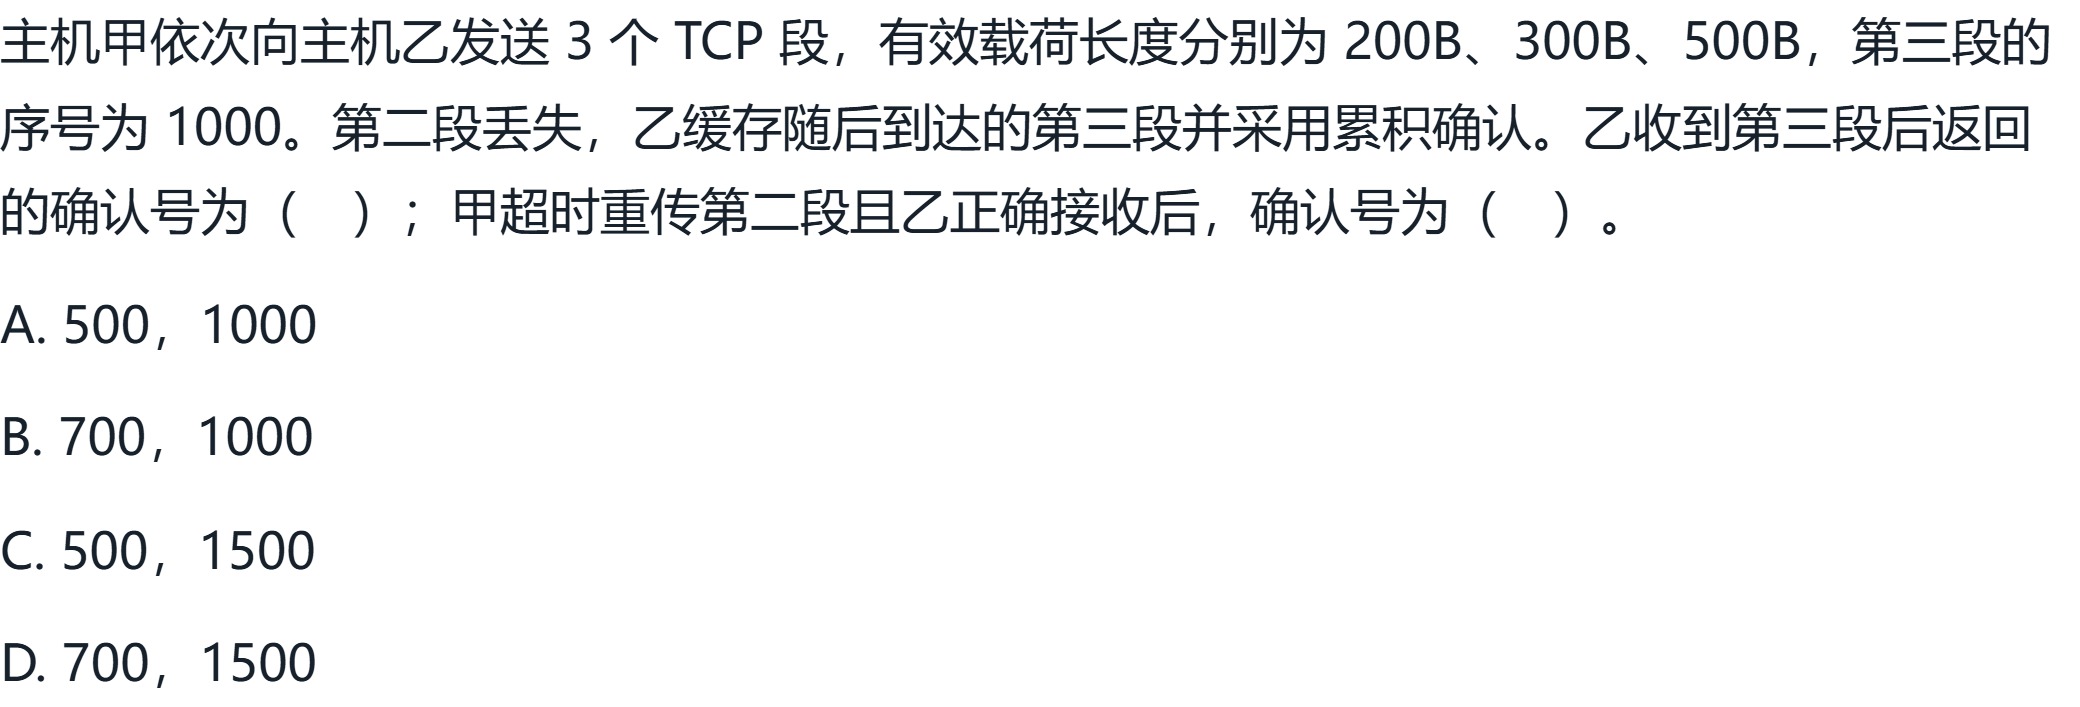 主机甲依次向主机乙发送 3 个 TCP 段，有效载荷长度分别为 200B、300B、500B，第三段的
序号为 1000。第二段丢失，乙缓存随后到达的第三段并采用累积确认。乙收到第三段后返回
的确认号为（　）；甲超时重传第二段且乙正确接收后，确认号为（　）。
A. 500，1000
B. 700，1000
C. 500，1500
D. 700，1500